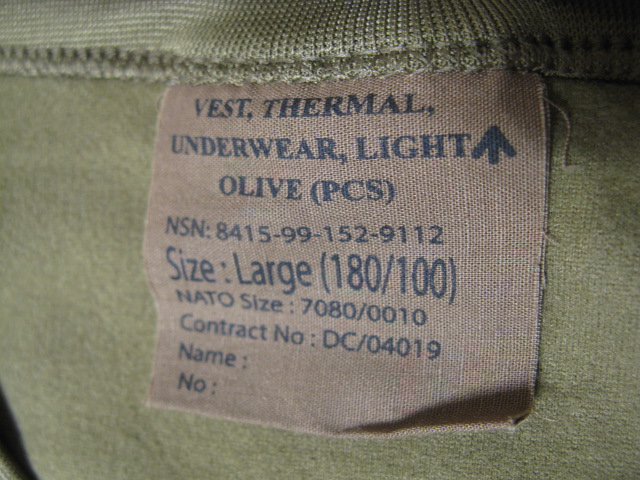 VEST, THERMAL,
UNDERWEAR, LIGHT
OLIVE (PCS)
NSN: 8415-99-152-9112
Size : Large (180/100)
NATO Size : 7080/0010
Contract No : DC/04019
Name :
No :